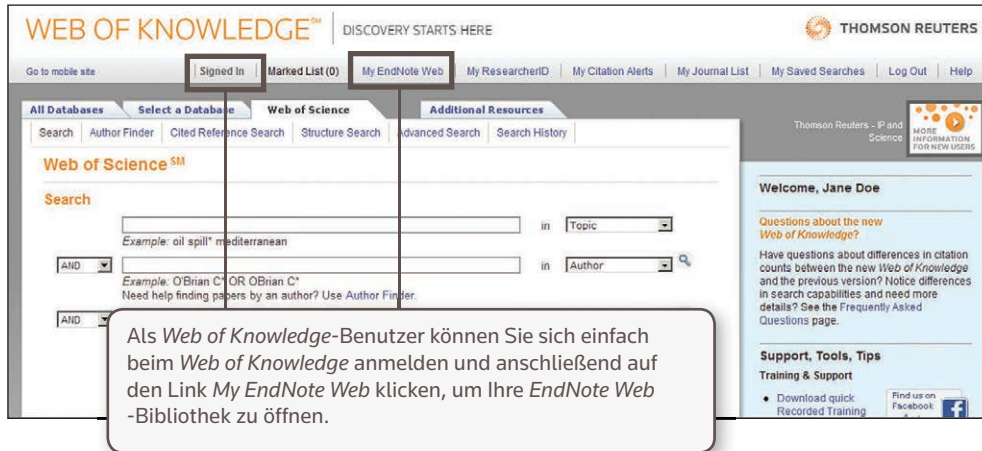 WEB OF KNOWLEDGE℠ DISCOVERY STARTS HERE
THOMSON REUTERS
Go to mobile site Signed In Marked List (0) My EndNote Web My ResearcherID My Citation Alerts My Journal List My Saved Searches Log Out Help
All Databases Select a Database Web of Science Additional Resources
Search Author Finder Cited Reference Search Structure Search Advanced Search Search History
Thomson Reuters - IP and
Science
MORE
INFORMATION
FOR NEW USERS
Web of Science ℠
Search
in Topic
Example: oil spill* mediterranean
AND in Author
Example: O'Brian C* OR OBrian C*
Need help finding papers by an author? Use Author Finder.
AND
Als Web of Knowledge-Benutzer können Sie sich einfach
beim Web of Knowledge anmelden und anschließend auf
den Link My EndNote Web klicken, um Ihre EndNote Web
-Bibliothek zu öffnen.
Welcome, Jane Doe
Questions about the new
Web of Knowledge?
Have questions about differences in citation
counts between the new Web of Knowledge
and the previous version? Notice differences
in search capabilities and need more
details? See the Frequently Asked
Questions page.
Support, Tools, Tips
Training & Support
• Download quick
Recorded Training
Find us on
Facebook